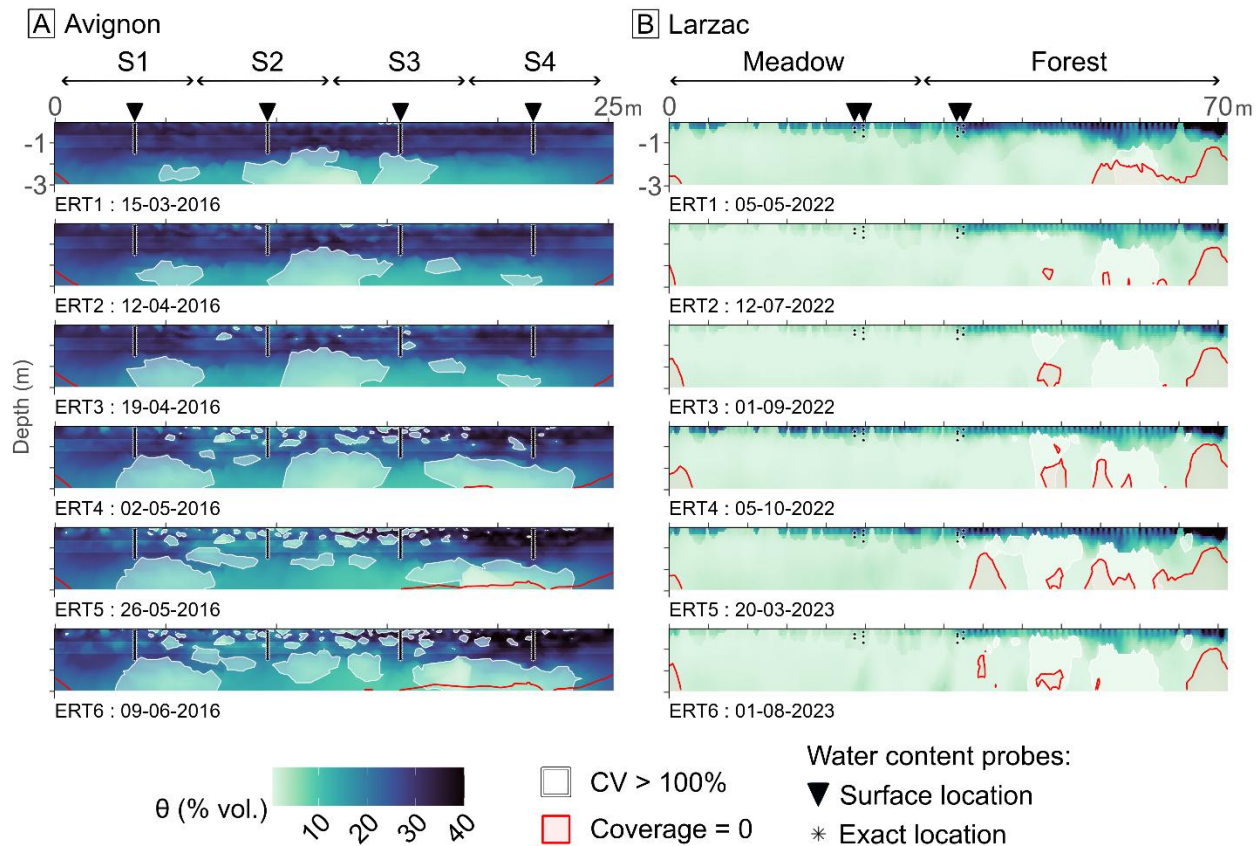 A Avignon
S1 S2 S3 S4
0 25 m
-1
-3
ERT1 : 15-03-2016
ERT2 : 12-04-2016
ERT3 : 19-04-2016
ERT4 : 02-05-2016
ERT5 : 26-05-2016
ERT6 : 09-06-2016
Depth (m)
B Larzac
Meadow Forest
0 70 m
-1
-3
ERT1 : 05-05-2022
ERT2 : 12-07-2022
ERT3 : 01-09-2022
ERT4 : 05-10-2022
ERT5 : 20-03-2023
ERT6 : 01-08-2023
θ (% vol.)
10 20 30 40
CV > 100%
Coverage = 0
Water content probes:
Surface location
Exact location